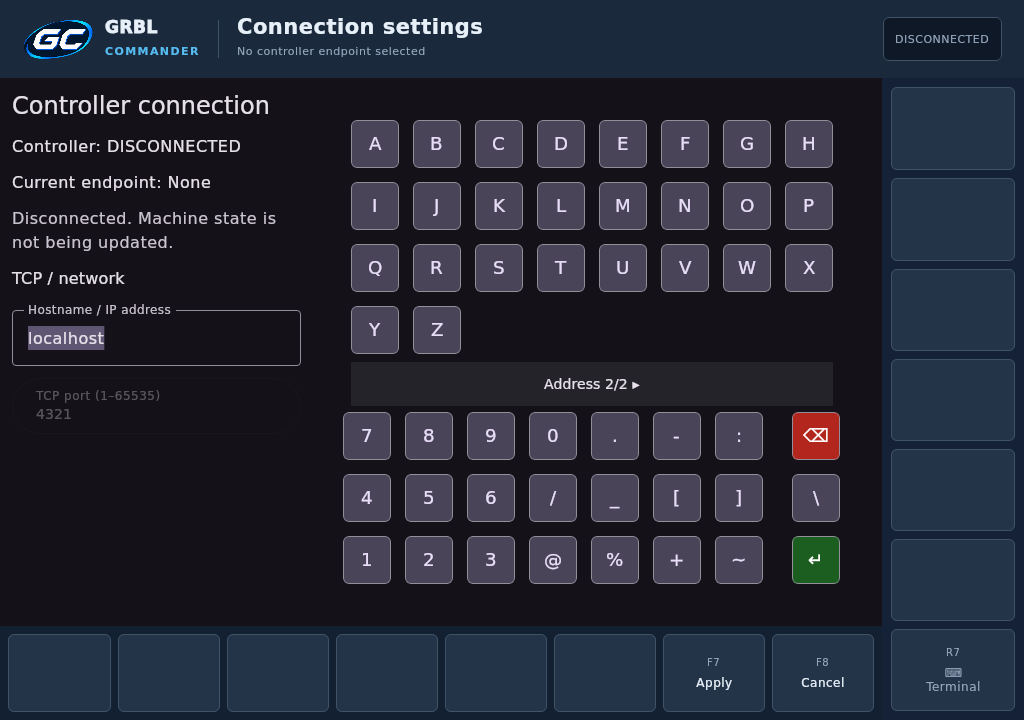 GC
GRBL
COMMANDER
Connection settings
No controller endpoint selected
DISCONNECTED
Controller connection
Controller: DISCONNECTED
Current endpoint: None
Disconnected. Machine state is
not being updated.
TCP / network
Hostname / IP address
localhost
TCP port (1–65535)
4321
A B C D E F G H
I J K L M N O P
Q R S T U V W X
Y Z
Address 2/2 ▸
7 8 9 0 . - : ⌫
4 5 6 / _ [ ] \
1 2 3 @ % + ~ ↵
F7
Apply
F8
Cancel
R7
⌨
Terminal